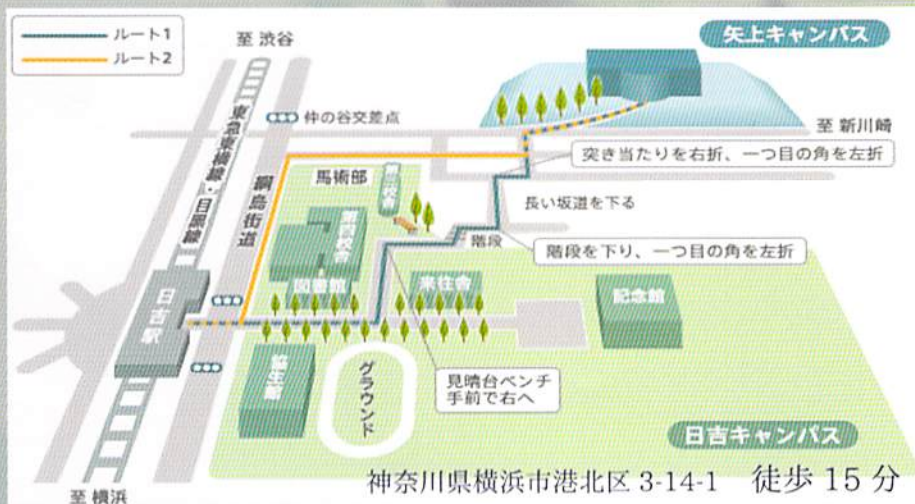 ルート1
ルート2
至 渋谷
矢上キャンパス
東急東横線・目黒線
仲の谷交差点
至 新川崎
綱島街道
馬術部
突き当たりを右折、一つ目の角を左折
第四校舎
長い坂道を下る
階段
階段を下り、一つ目の角を左折
図書館
来往舎
記念館
日吉駅
協生館
グラウンド
見晴台ベンチ
手前で右へ
日吉キャンパス
神奈川県横浜市港北区 3-14-1 徒歩 15 分
至 横浜